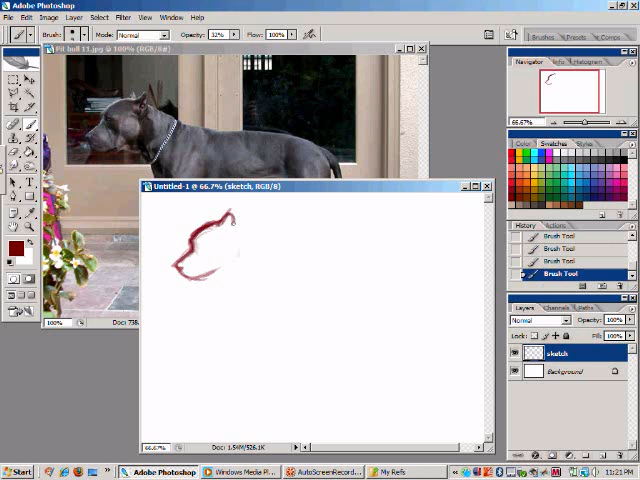 Adobe Photoshop
File Edit Image Layer Select Filter View Window Help
Brush: Mode: Normal Opacity: 32% Flow: 100%
Brushes Presets Comps
Pit bull 11.jpg @ 100% (RGB/8#)
Navigator Info Histogram
66.67%
Color Swatches Styles
Untitled-1 @ 66.7% (sketch, RGB/8)
History Actions
Brush Tool
Brush Tool
Brush Tool
Brush Tool
Layers Channels Paths
Normal Opacity: 100%
Lock: Fill: 100%
sketch
Background
100% Doc: 738
66.67% Doc: 1.54M/526.1K
Start Adobe Photoshop Windows Media Pl... AutoScreenRecord... My Refs 11:21 PM